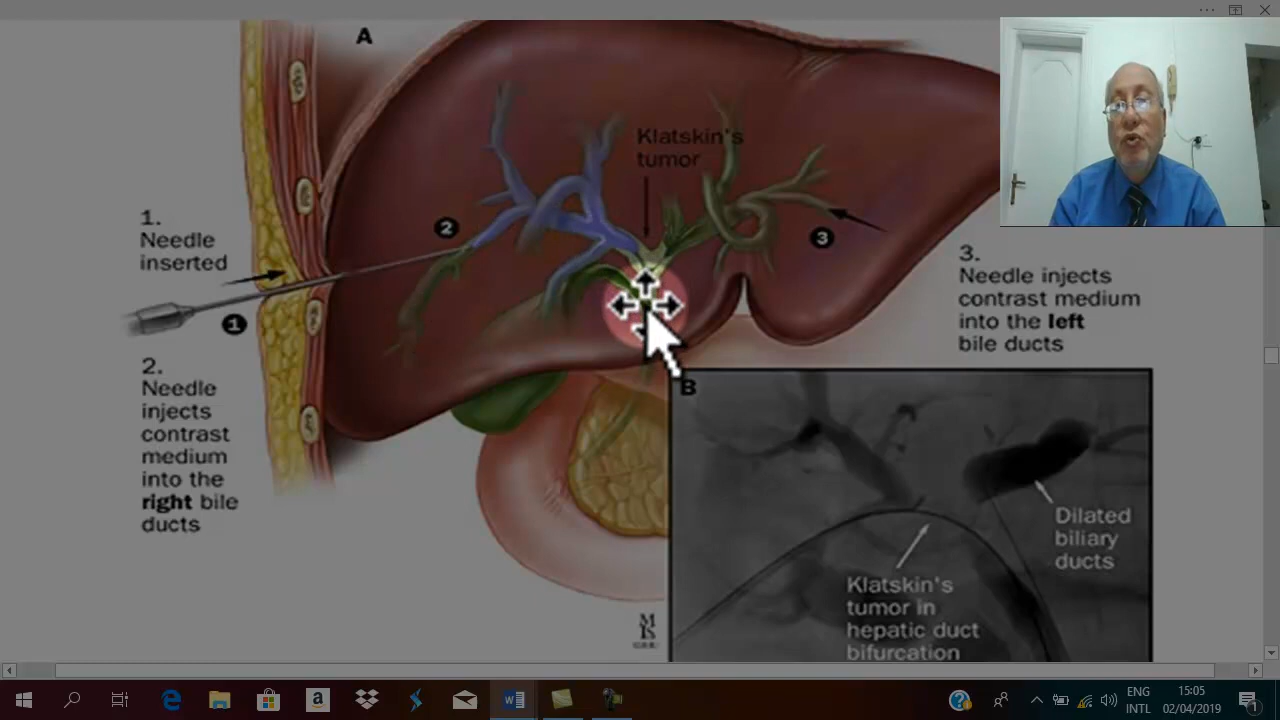 A
Klatskin's
tumor
1.
Needle
inserted
2
3
1
3.
Needle injects
contrast medium
into the left
bile ducts
2.
Needle
injects
contrast
medium
into the
right bile
ducts
B
Dilated
biliary
ducts
Klatskin's
tumor in
hepatic duct
bifurcation
ENG
INTL
15:05
02/04/2019